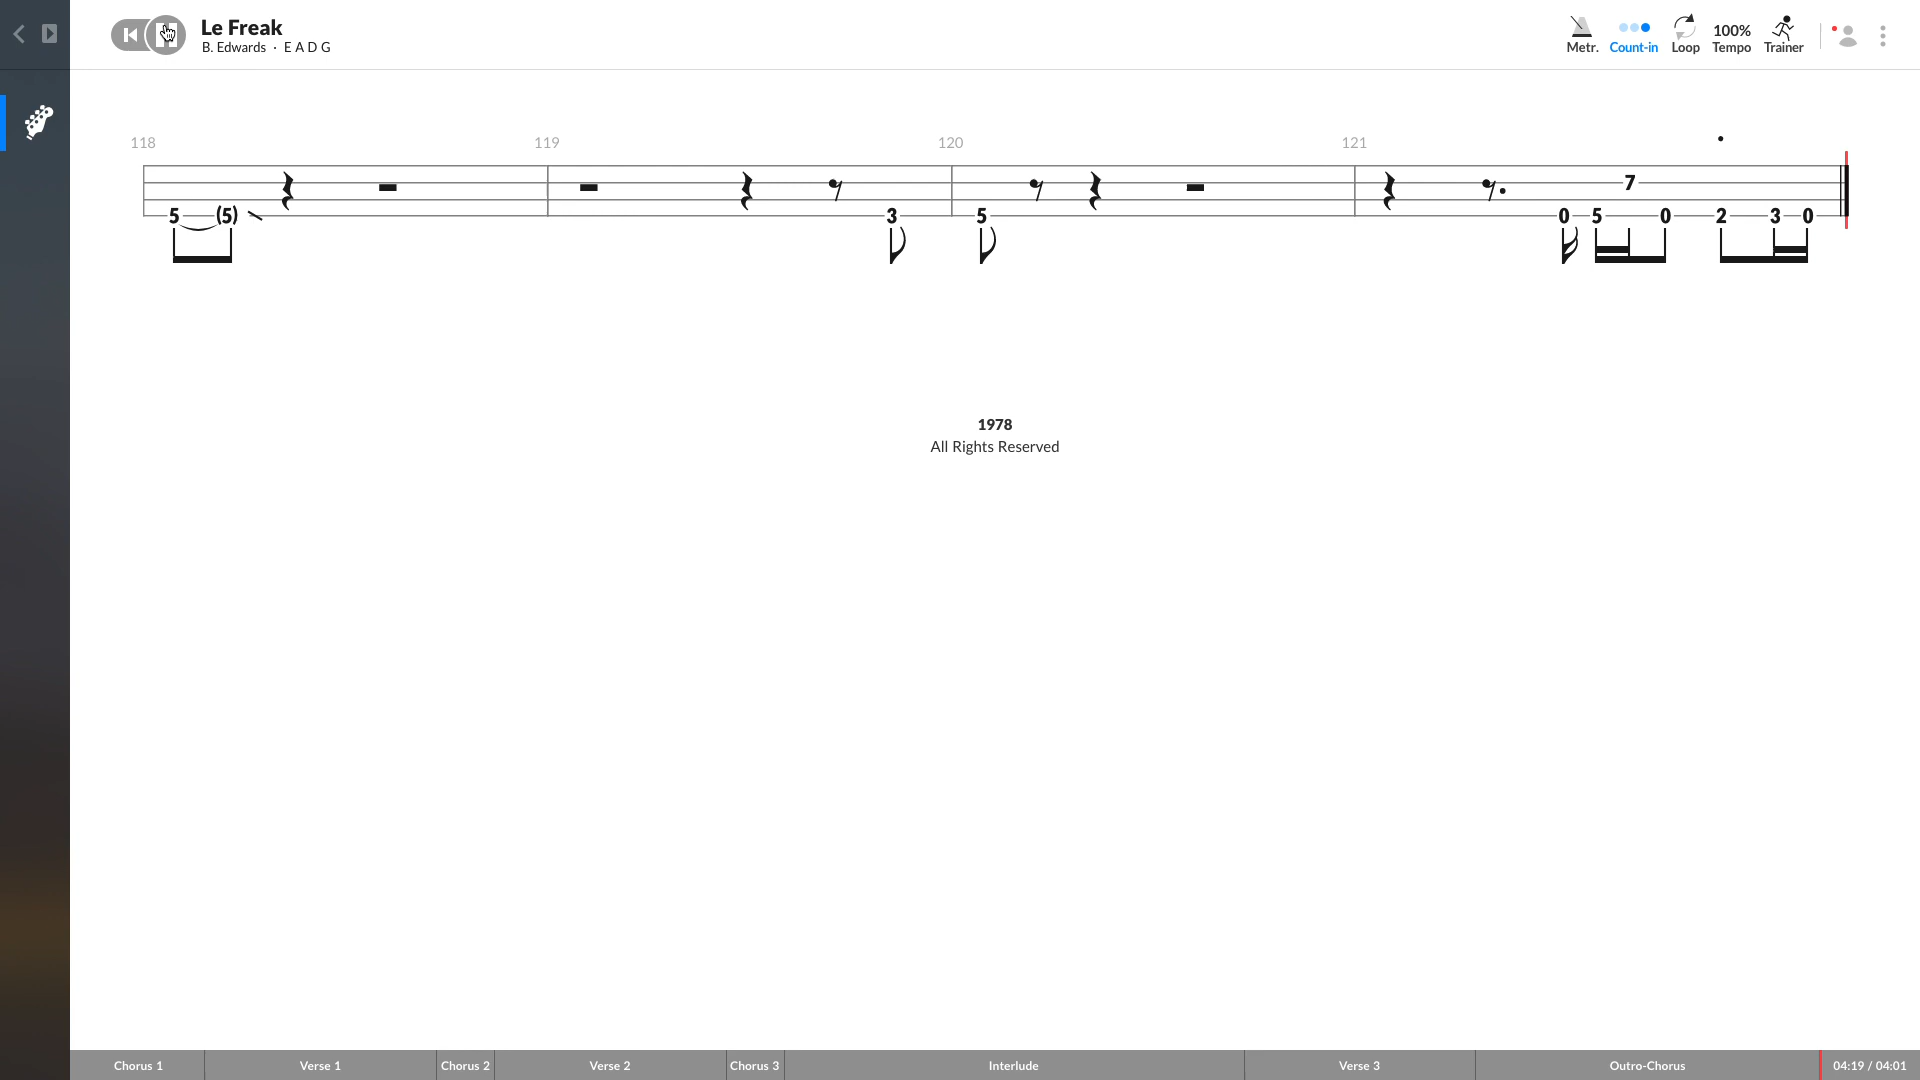 Le Freak
B. Edwards · E A D G
Metr.
Count-in
Loop
100%
Tempo
Trainer
118
119
120
121
7
5 (5)
3
5
0 5 0 2 3 0
1978
All Rights Reserved
Chorus 1
Verse 1
Chorus 2
Verse 2
Chorus 3
Interlude
Verse 3
Outro-Chorus
04:19 / 04:01